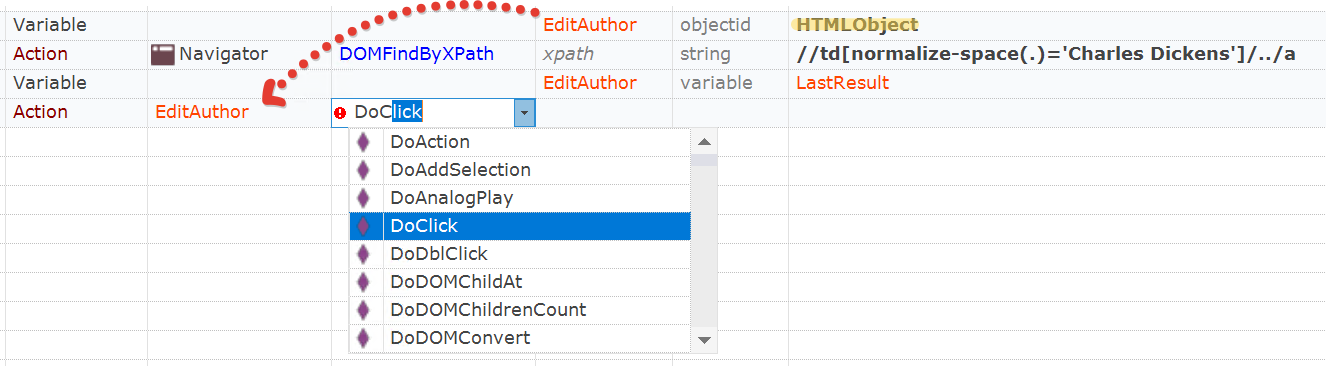 Variable EditAuthor objectid HTMLObject
Action Navigator DOMFindByXPath xpath string //td[normalize-space(.)='Charles Dickens']/../a
Variable EditAuthor variable LastResult
Action EditAuthor DoClick
DoAction
DoAddSelection
DoAnalogPlay
DoClick
DoDblClick
DoDOMChildAt
DoDOMChildrenCount
DoDOMConvert